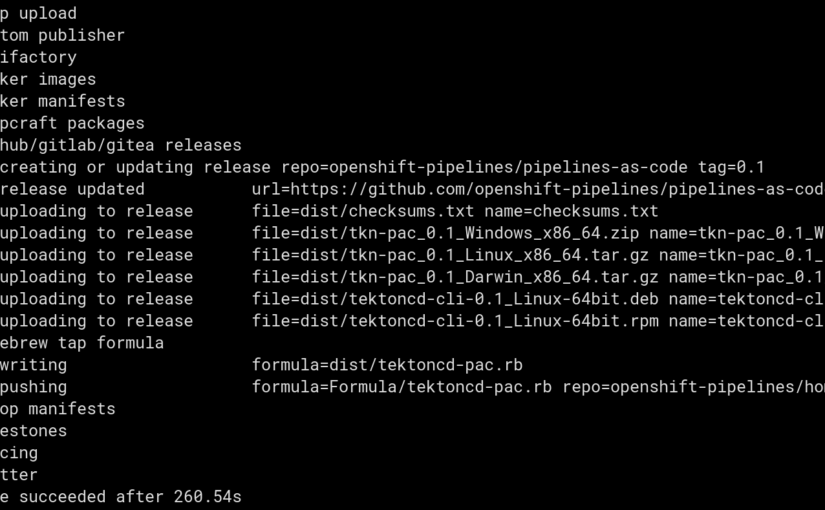 p upload
tom publisher
ifactory
ker images
ker manifests
pcraft packages
hub/gitlab/gitea releases
creating or updating release repo=openshift-pipelines/pipelines-as-code tag=0.1
release updated url=https://github.com/openshift-pipelines/pipelines-as-cod
uploading to release file=dist/checksums.txt name=checksums.txt
uploading to release file=dist/tkn-pac_0.1_Windows_x86_64.zip name=tkn-pac_0.1_W
uploading to release file=dist/tkn-pac_0.1_Linux_x86_64.tar.gz name=tkn-pac_0.1_
uploading to release file=dist/tkn-pac_0.1_Darwin_x86_64.tar.gz name=tkn-pac_0.1
uploading to release file=dist/tektoncd-cli-0.1_Linux-64bit.deb name=tektoncd-cl
uploading to release file=dist/tektoncd-cli-0.1_Linux-64bit.rpm name=tektoncd-cl
ebrew tap formula
writing formula=dist/tektoncd-pac.rb
pushing formula=Formula/tektoncd-pac.rb repo=openshift-pipelines/ho
op manifests
estones
cing
tter
e succeeded after 260.54s